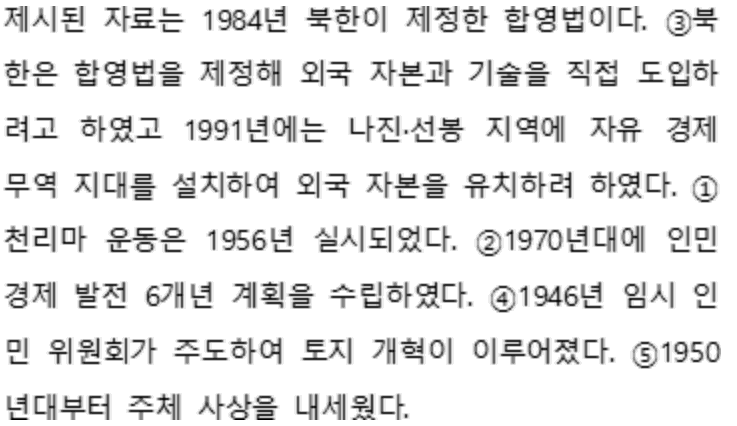 제시된 자료는 1984년 북한이 제정한 합영법이다. ③북
한은 합영법을 제정해 외국 자본과 기술을 직접 도입하
려고 하였고 1991년에는 나진·선봉 지역에 자유 경제
무역 지대를 설치하여 외국 자본을 유치하려 하였다. ①
천리마 운동은 1956년 실시되었다. ②1970년대에 인민
경제 발전 6개년 계획을 수립하였다. ④1946년 임시 인
민 위원회가 주도하여 토지 개혁이 이루어졌다. ⑤1950
년대부터 주체 사상을 내세웠다.